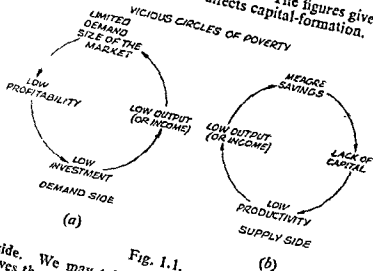 The figures give
affects capital-formation.
VICIOUS CIRCLES OF POVERTY
LIMITED
DEMAND
SIZE OF THE
MARKET
LOW
PROFITABILITY
LOW OUTPUT
(OR INCOME)
LOW
INVESTMENT
DEMAND SIDE
(a)
MEAGRE
SAVINGS
LOW OUTPUT
(OR INCOME)
LACK OF
CAPITAL
LOW
PRODUCTIVITY
SUPPLY SIDE
(b)
Fig. 1.1.
We may